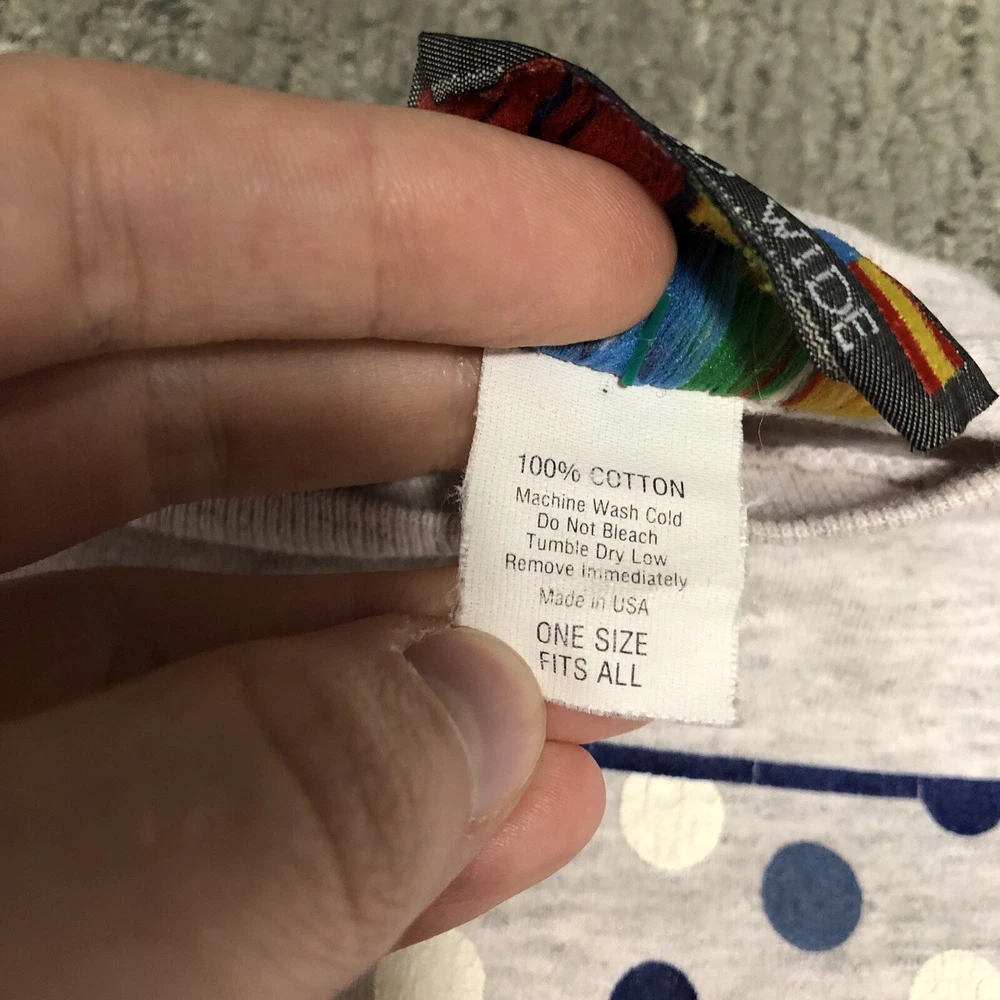 WIDE
100% COTTON
Machine Wash Cold
Do Not Bleach
Tumble Dry Low
Remove Immediately
Made in USA
ONE SIZE
FITS ALL